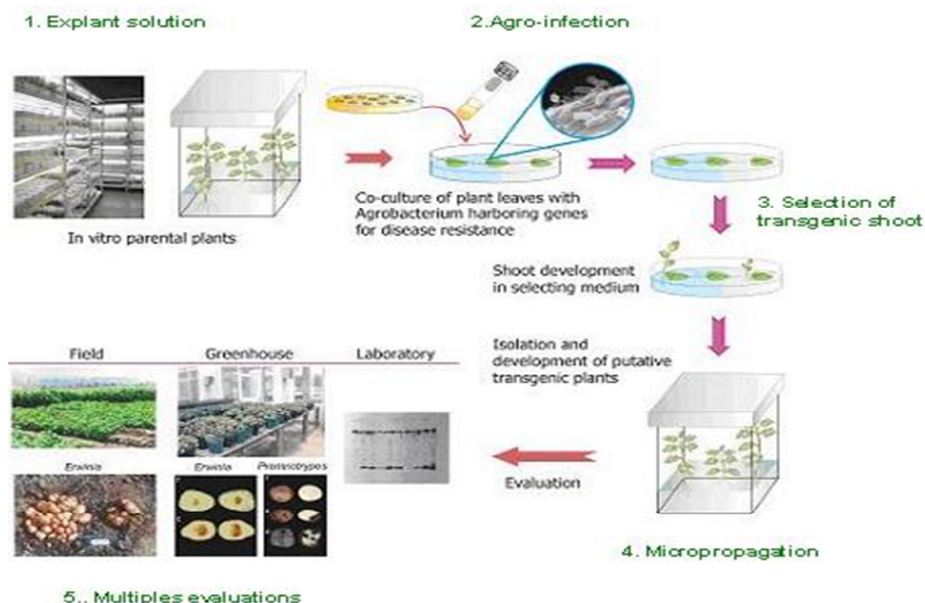 1. Explant solution
2.Agro-infection
In vitro parental plants
Co-culture of plant leaves with
Agrobacterium harboring genes
for disease resistance
3. Selection of
transgenic shoot
Shoot development
in selecting medium
Isolation and
development of putative
transgenic plants
Field
Greenhouse
Laboratory
Erwinia
Erwinia
Premnotrypes
Evaluation
4. Micropropagation
5.. Multiples evaluations